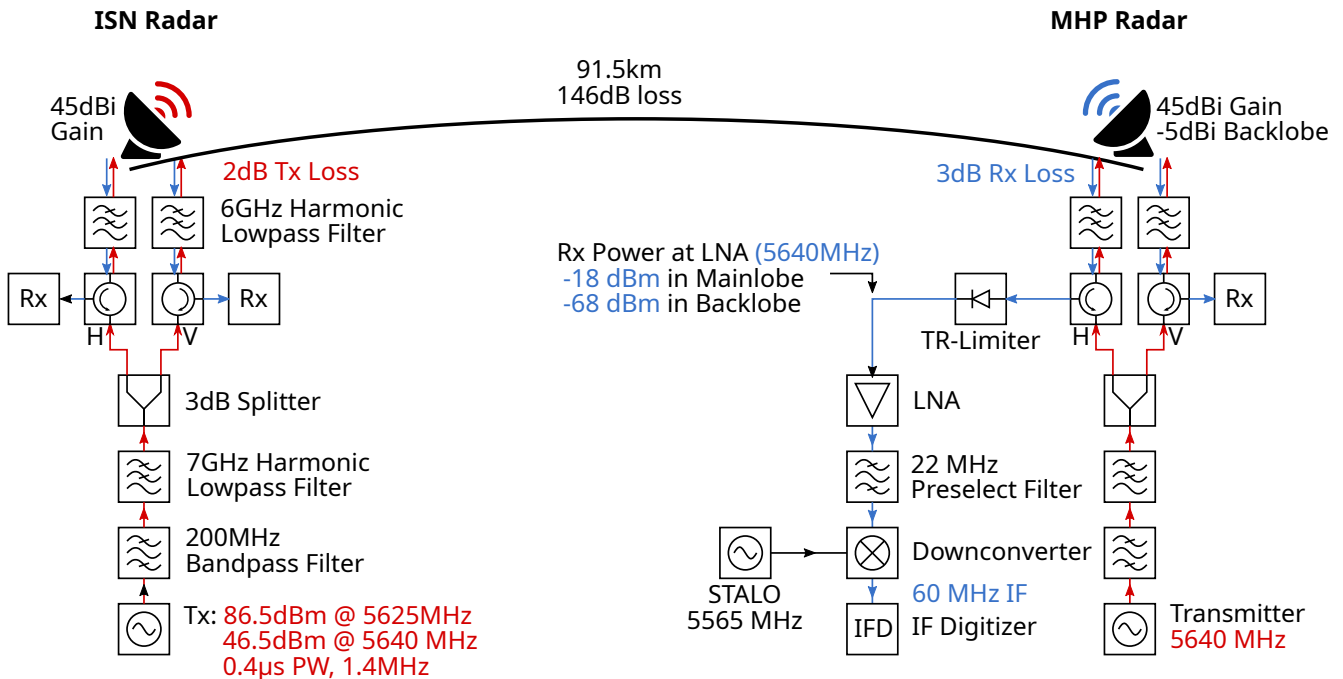 ISN Radar
MHP Radar
91.5km
146dB loss
45dBi
Gain
45dBi Gain
-5dBi Backlobe
2dB Tx Loss
3dB Rx Loss
6GHz Harmonic
Lowpass Filter
Rx Power at LNA (5640MHz)
-18 dBm in Mainlobe
-68 dBm in Backlobe
Rx
Rx
Rx
H
V
TR-Limiter
H
V
3dB Splitter
LNA
7GHz Harmonic
Lowpass Filter
22 MHz
Preselect Filter
200MHz
Bandpass Filter
Downconverter
STALO
5565 MHz
60 MHz IF
IFD
IF Digitizer
Tx: 86.5dBm @ 5625MHz
46.5dBm @ 5640 MHz
0.4µs PW, 1.4MHz
Transmitter
5640 MHz